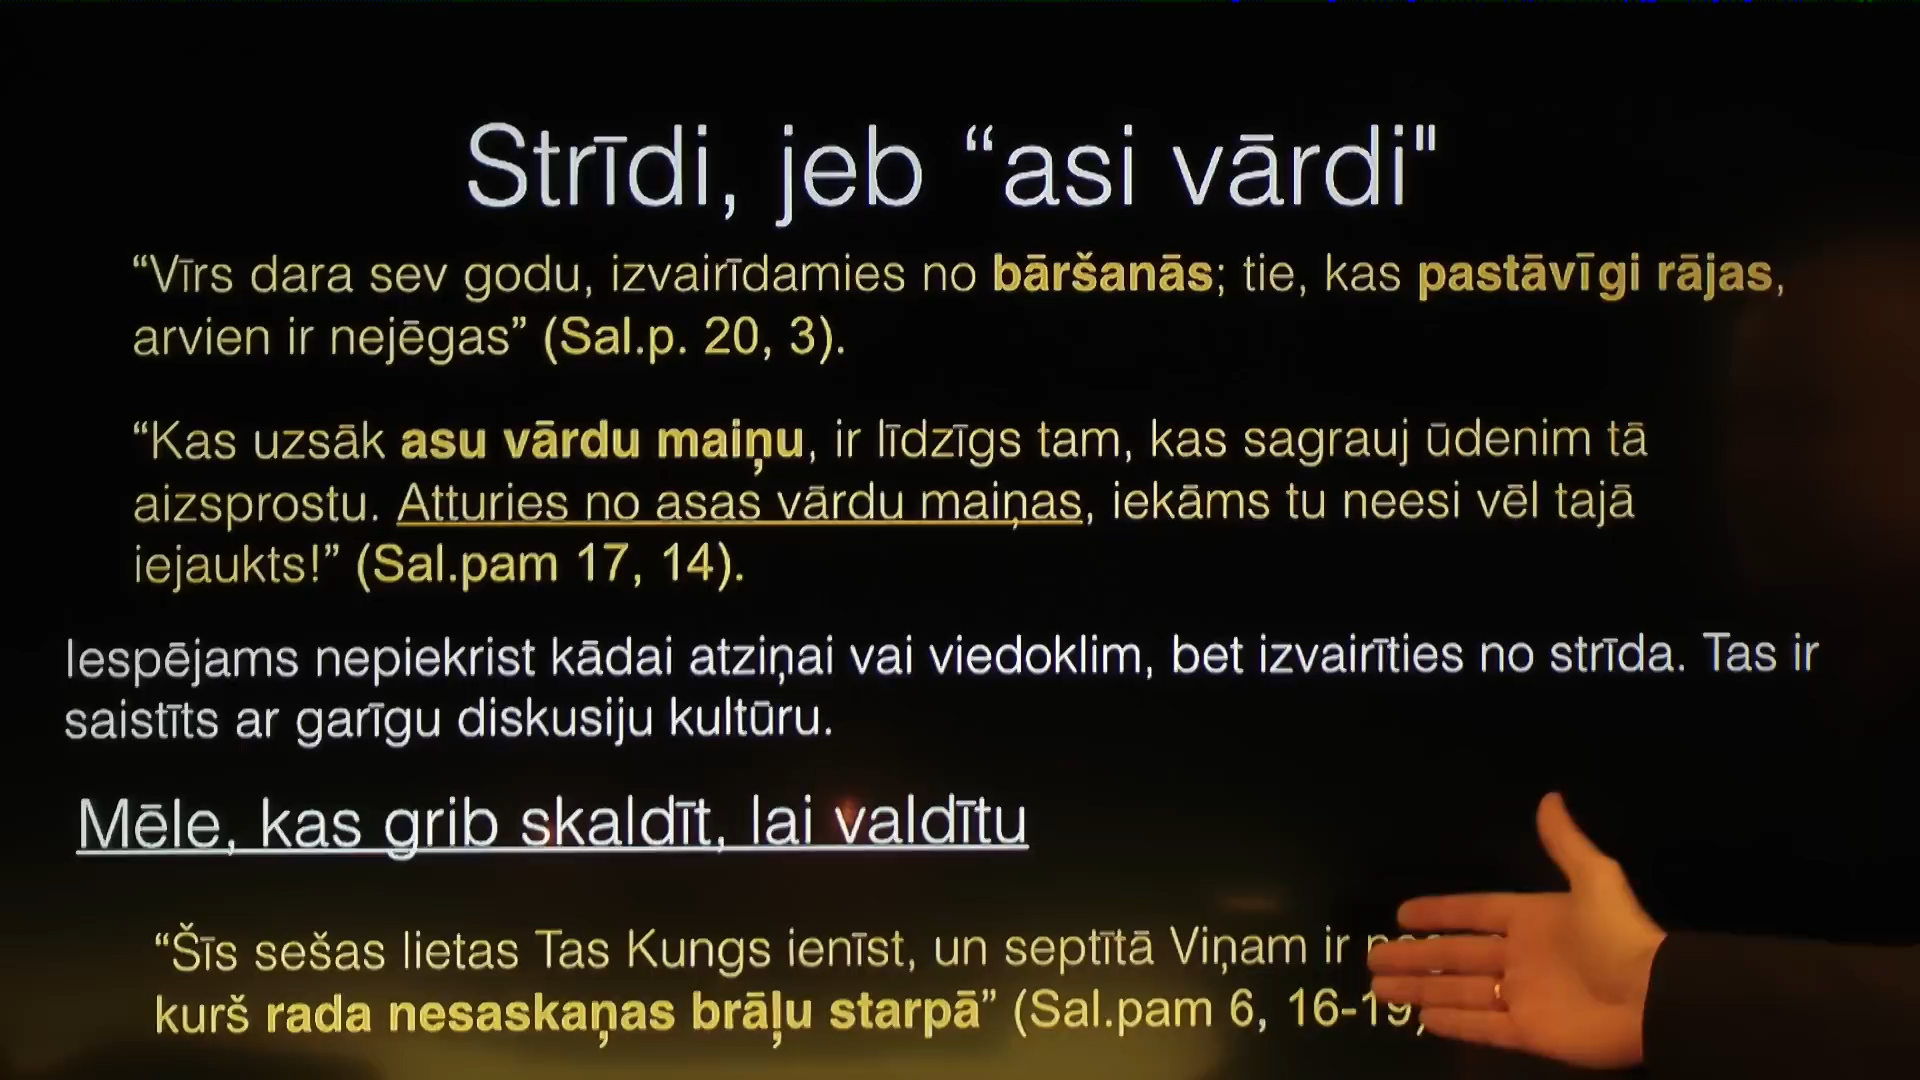 Strīdi, jeb “asi vārdi"
“Vīrs dara sev godu, izvairīdamies no bāršanās; tie, kas pastāvīgi rājas,
arvien ir nejēgas” (Sal.p. 20, 3).
“Kas uzsāk asu vārdu maiņu, ir līdzīgs tam, kas sagrauj ūdenim tā
aizsprostu. Atturies no asas vārdu maiņas, iekāms tu neesi vēl tajā
iejaukts!” (Sal.pam 17, 14).
Iespējams nepiekrist kādai atziņai vai viedoklim, bet izvairīties no strīda. Tas ir
saistīts ar garīgu diskusiju kultūru.
Mēle, kas grib skaldīt, lai valdītu
“Šīs sešas lietas Tas Kungs ienīst, un septītā Viņam ir
kurš rada nesaskaņas brāļu starpā” (Sal.pam 6, 16-19,